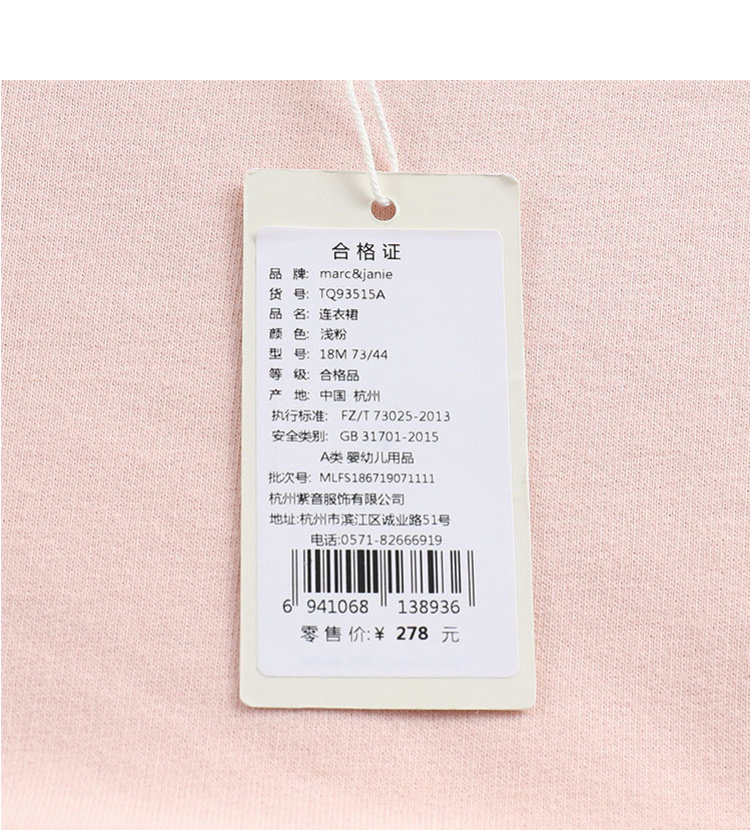 合格证
品 牌: marc&janie
货 号: TQ93515A
品 名: 连衣裙
颜 色: 浅粉
型 号: 18M 73/44
等 级: 合格品
产 地: 中国 杭州
执行标准: FZ/T 73025-2013
安全类别: GB 31701-2015
A类 婴幼儿用品
批次号: MLFS186719071111
杭州紫音服饰有限公司
地址:杭州市滨江区诚业路51号
电话:0571-82666919
6 941068 138936
零售价:¥ 278 元